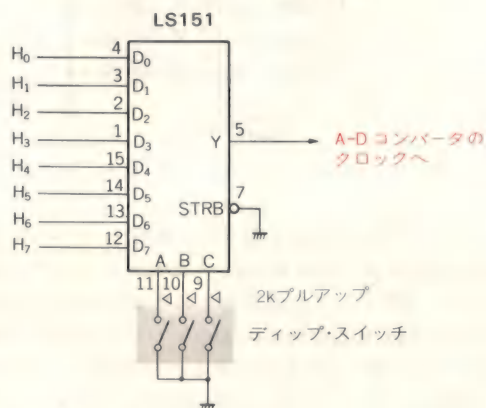 LS151
H₀ 4 D₀
H₁ 3 D₁
H₂ 2 D₂
H₃ 1 D₃
H₄ 15 D₄
H₅ 14 D₅
H₆ 13 D₆
H₇ 12 D₇
Y 5
A-Dコンバータの
クロックへ
STRB 7
A B C
11 10 9
2kプルアップ
ディップ・スイッチ